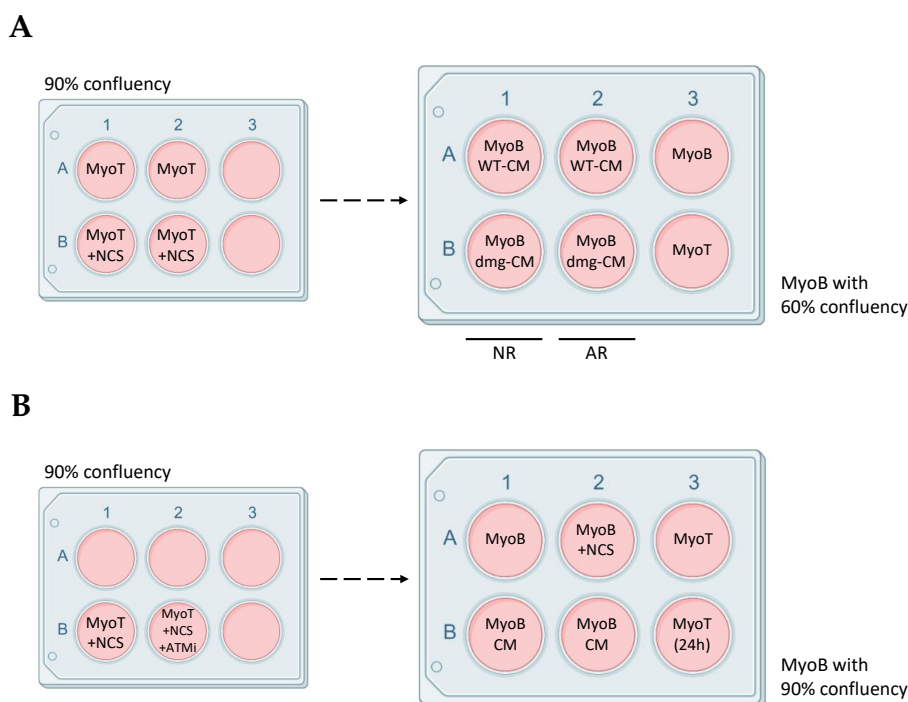 A
90% confluency
1 2 3
A MyoT MyoT
B MyoT +NCS MyoT +NCS
1 2 3
A MyoB WT-CM MyoB WT-CM MyoB
B MyoB dmg-CM MyoB dmg-CM MyoT
MyoB with
60% confluency
NR AR
B
90% confluency
1 2 3
A
B MyoT +NCS MyoT +NCS +ATMi
1 2 3
A MyoB MyoB +NCS MyoT
B MyoB CM MyoB CM MyoT (24h)
MyoB with
90% confluency